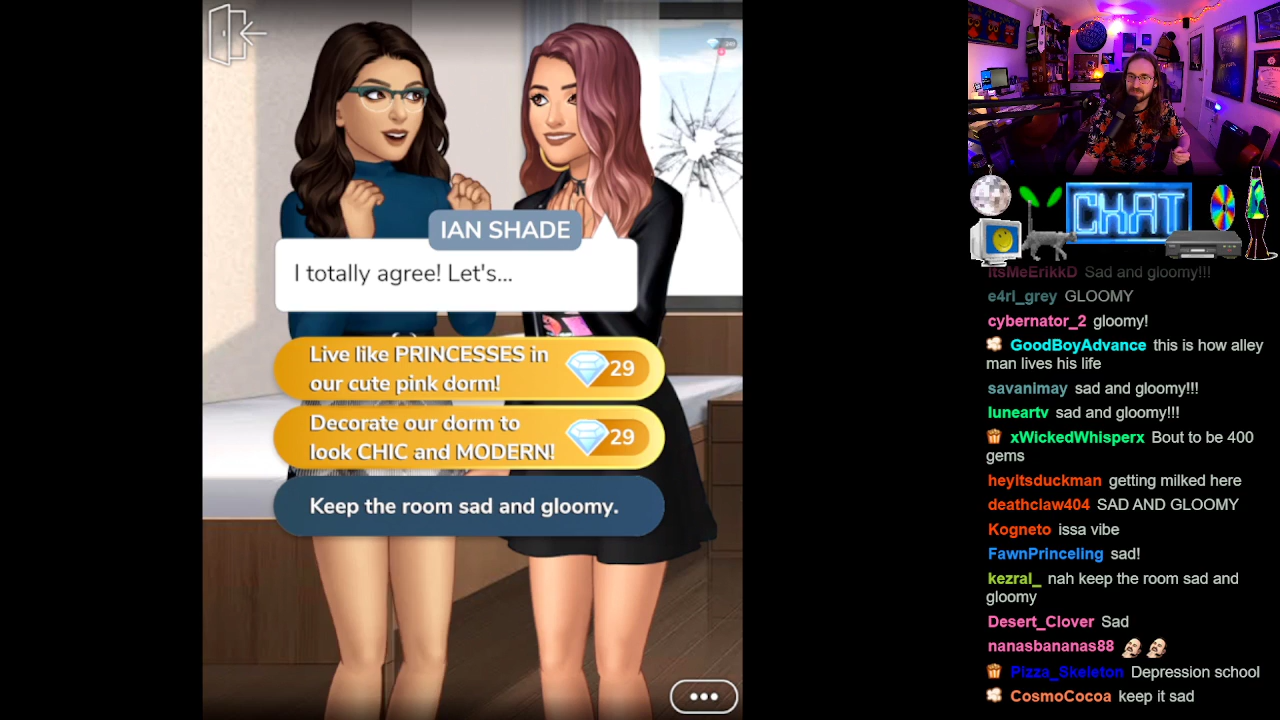 IAN SHADE
I totally agree! Let's...
Live like PRINCESSES in
our cute pink dorm!
29
Decorate our dorm to
look CHIC and MODERN!
29
Keep the room sad and gloomy.
CHAT
ItsMeErikkD Sad and gloomy!!!
e4rl_grey GLOOMY
cybernator_2 gloomy!
GoodBoyAdvance this is how alley
man lives his life
savanimay sad and gloomy!!!
luneartv sad and gloomy!!!
xWickedWhisperx Bout to be 400
gems
heyitsduckman getting milked here
deathclaw404 SAD AND GLOOMY
Kogneto issa vibe
FawnPrinceling sad!
kezral_ nah keep the room sad and
gloomy
Desert_Clover Sad
nanasbananas88
Pizza_Skeleton Depression school
CosmoCocoa keep it sad